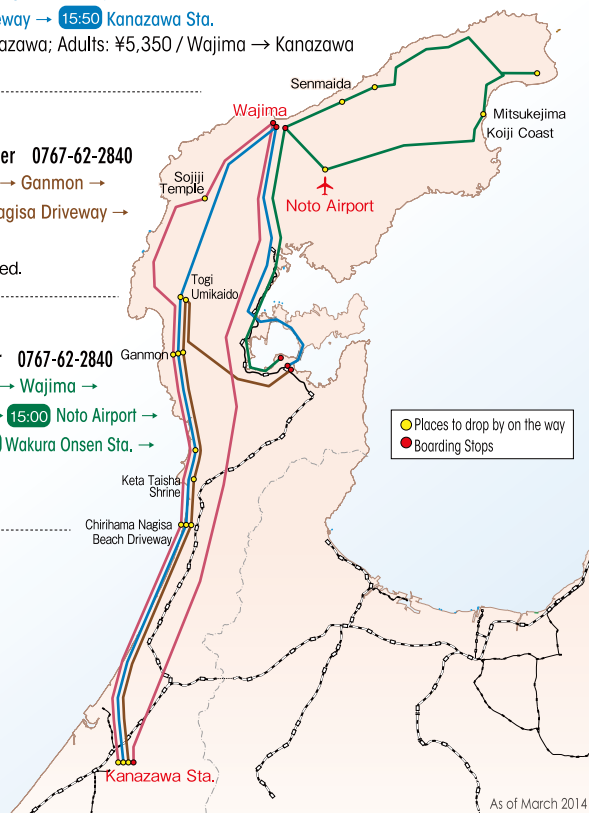 eway → 15:50 Kanazawa Sta.
azawa; Adults: ¥5,350 / Wajima → Kanazawa
er 0767-62-2840
→ Ganmon →
agisa Driveway →
ed.
r 0767-62-2840
→ Wajima →
15:00 Noto Airport →
Wakura Onsen Sta. →
Senmaida
Wajima
Mitsukejima
Koiji Coast
Sojiji
Temple
Noto Airport
Togi
Umikaido
Ganmon
Places to drop by on the way
Boarding Stops
Keta Taisha
Shrine
Chirihama Nagisa
Beach Driveway
Kanazawa Sta.
As of March 2014